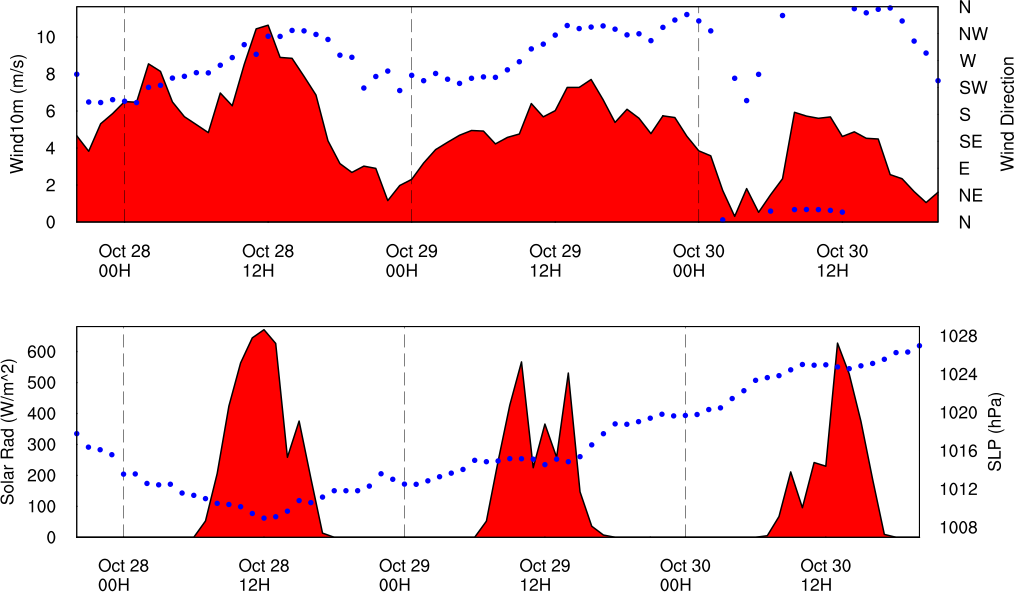 N
10
NW
8
W
SW
6
S
4
SE
E
2
NE
0
N
Wind10m (m/s)
Wind Direction
Oct 28 Oct 28 Oct 29 Oct 29 Oct 30 Oct 30
00H 12H 00H 12H 00H 12H
1028
600
1024
500
400
1020
300
1016
200
1012
100
1008
0
Solar Rad (W/m^2)
SLP (hPa)
Oct 28 Oct 28 Oct 29 Oct 29 Oct 30 Oct 30
00H 12H 00H 12H 00H 12H